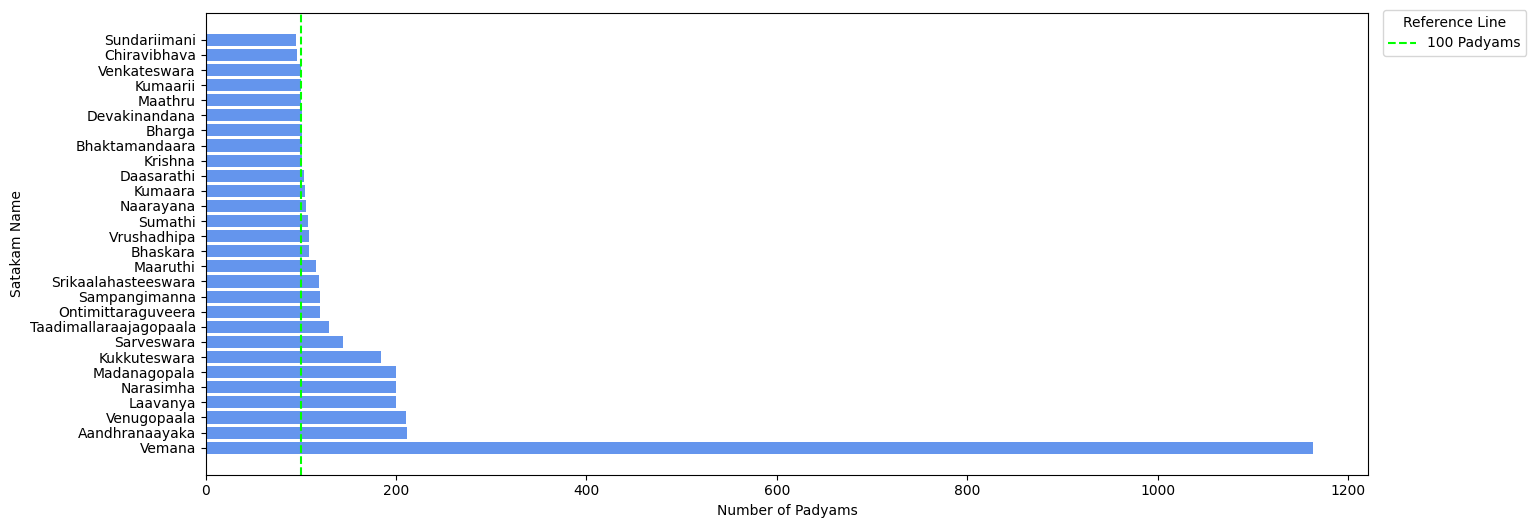 Reference Line
100 Padyams
Satakam Name
Sundariimani
Chiravibhava
Venkateswara
Kumaarii
Maathru
Devakinandana
Bharga
Bhaktamandaara
Krishna
Daasarathi
Kumaara
Naarayana
Sumathi
Vrushadhipa
Bhaskara
Maaruthi
Srikaalahasteeswara
Sampangimanna
Ontimittaraguveera
Taadimallaraajagopaala
Sarveswara
Kukkuteswara
Madanagopala
Narasimha
Laavanya
Venugopaala
Aandhranaayaka
Vemana
0 200 400 600 800 1000 1200
Number of Padyams